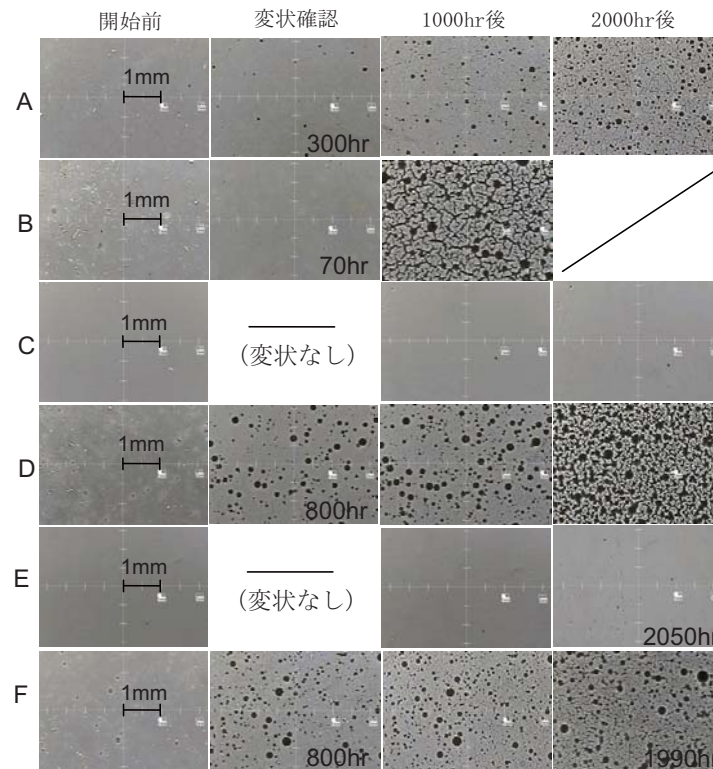 開始前 変状確認 1000hr後 2000hr後
A 1mm 300hr
B 1mm 70hr
C 1mm (変状なし)
D 1mm 800hr
E 1mm (変状なし) 2050hr
F 1mm 800hr 1990hr